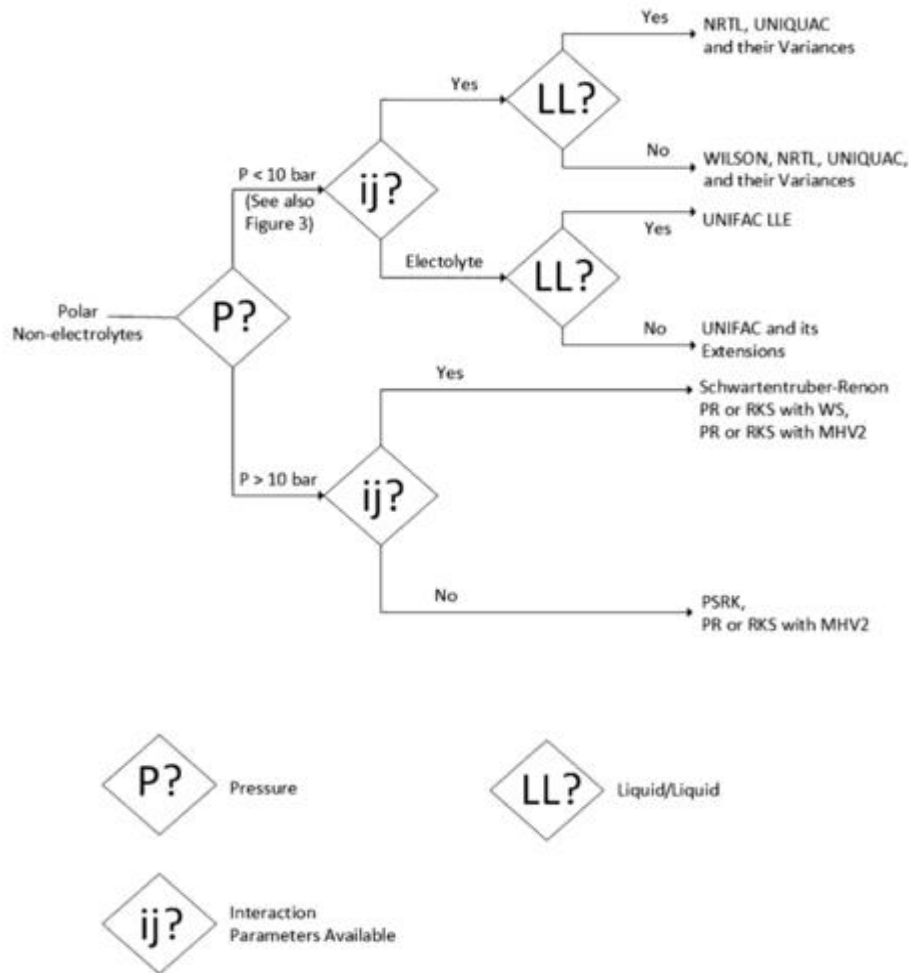 Yes
NRTL, UNIQUAC
and their Variances
Yes
LL?
No
WILSON, NRTL, UNIQUAC,
and their Variances
P < 10 bar
(See also
Figure 3)
ij?
Yes
UNIFAC LLE
Electolyte
LL?
No
UNIFAC and its
Extensions
Polar
Non-electrolytes
P?
Yes
Schwartentruber-Renon
PR or RKS with WS,
PR or RKS with MHV2
P > 10 bar
ij?
No
PSRK,
PR or RKS with MHV2
P?
Pressure
LL?
Liquid/Liquid
ij?
Interaction
Parameters Available